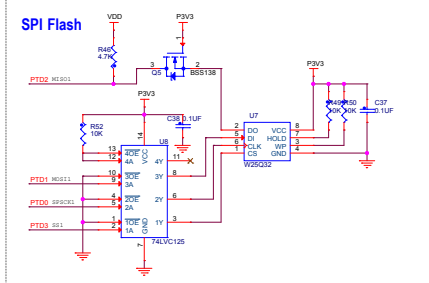 SPI Flash
VDD
P3V3
R46
4.7K
3
1
2
Q5
BSS138
PTD2 MISO1
P3V3
P3V3
R52
10K
C38 0.1UF
U8
14
VCC
13 4OE
12 4A
4Y 11
10 3OE
PTD1 MOSI1 9 3A
3Y 8
4 2OE
PTD0 SPSCK1 5 2A
2Y 6
1 1OE
PTD3 SS1 2 1A
1Y 3
GND
7
74LVC125
U7
2 DO VCC 8
5 DI HOLD 7
6 CLK WP 3
1 CS GND 4
W25Q32
C37
0.1UF